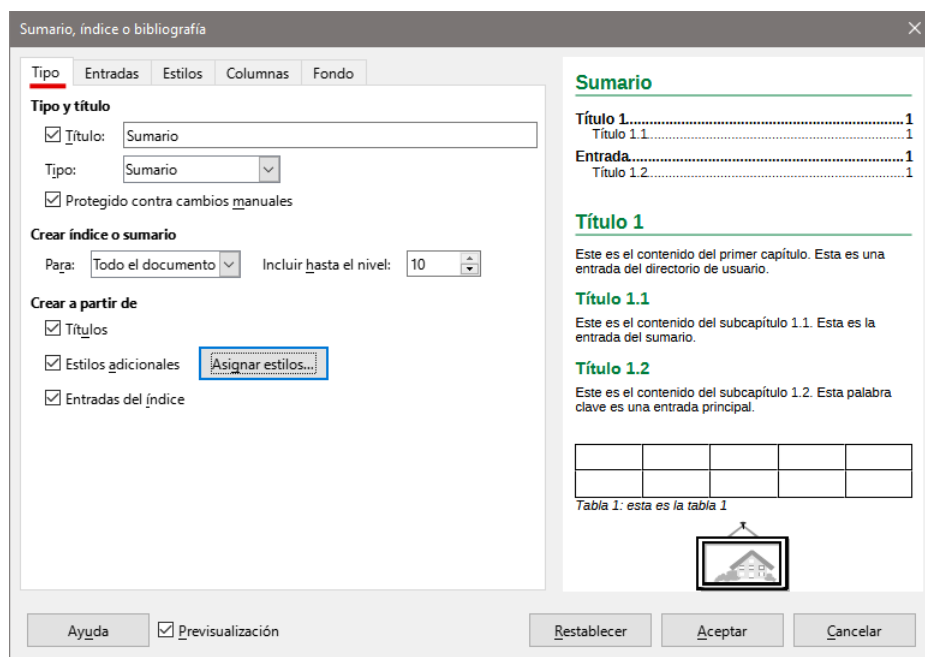 Sumario, índice o bibliografía
Tipo Entradas Estilos Columnas Fondo
Tipo y título
Título: Sumario
Tipo: Sumario
Protegido contra cambios manuales
Crear índice o sumario
Para: Todo el documento Incluir hasta el nivel: 10
Crear a partir de
Títulos
Estilos adicionales Asignar estilos...
Entradas del índice
Sumario
Título 1..........................................................................1
Título 1.1......................................................................1
Entrada..........................................................................1
Título 1.2......................................................................1
Título 1
Este es el contenido del primer capítulo. Esta es una
entrada del directorio de usuario.
Título 1.1
Este es el contenido del subcapítulo 1.1. Esta es la
entrada del sumario.
Título 1.2
Este es el contenido del subcapítulo 1.2. Esta palabra
clave es una entrada principal.
Tabla 1: esta es la tabla 1
Ayuda Previsualización Restablecer Aceptar Cancelar